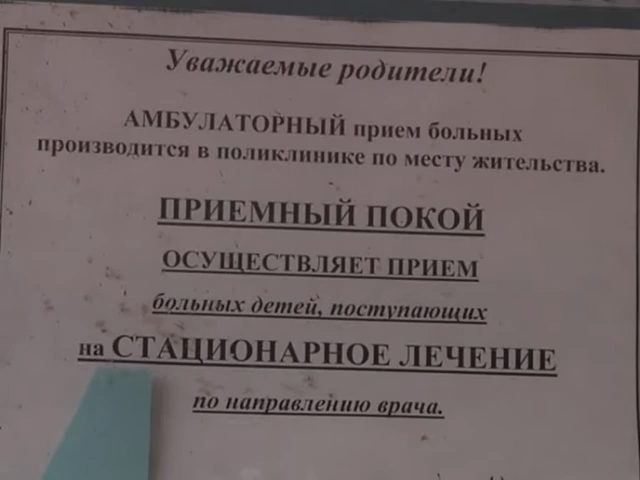 Уважаемые родители!
АМБУЛАТОРНЫЙ прием больных
производится в поликлинике по месту жительства.
ПРИЕМНЫЙ ПОКОЙ
ОСУЩЕСТВЛЯЕТ ПРИЕМ
больных детей, поступающих
на СТАЦИОНАРНОЕ ЛЕЧЕНИЕ
по направлению врача.